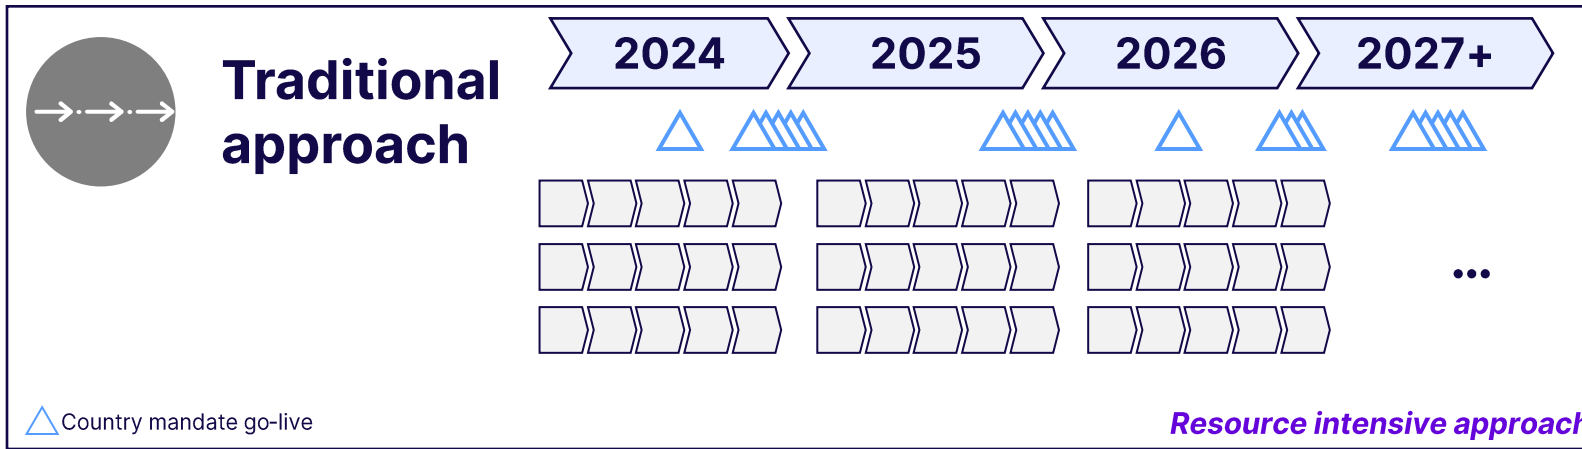 Traditional
approach
2024
2025
2026
2027+
...
Country mandate go-live
Resource intensive approach